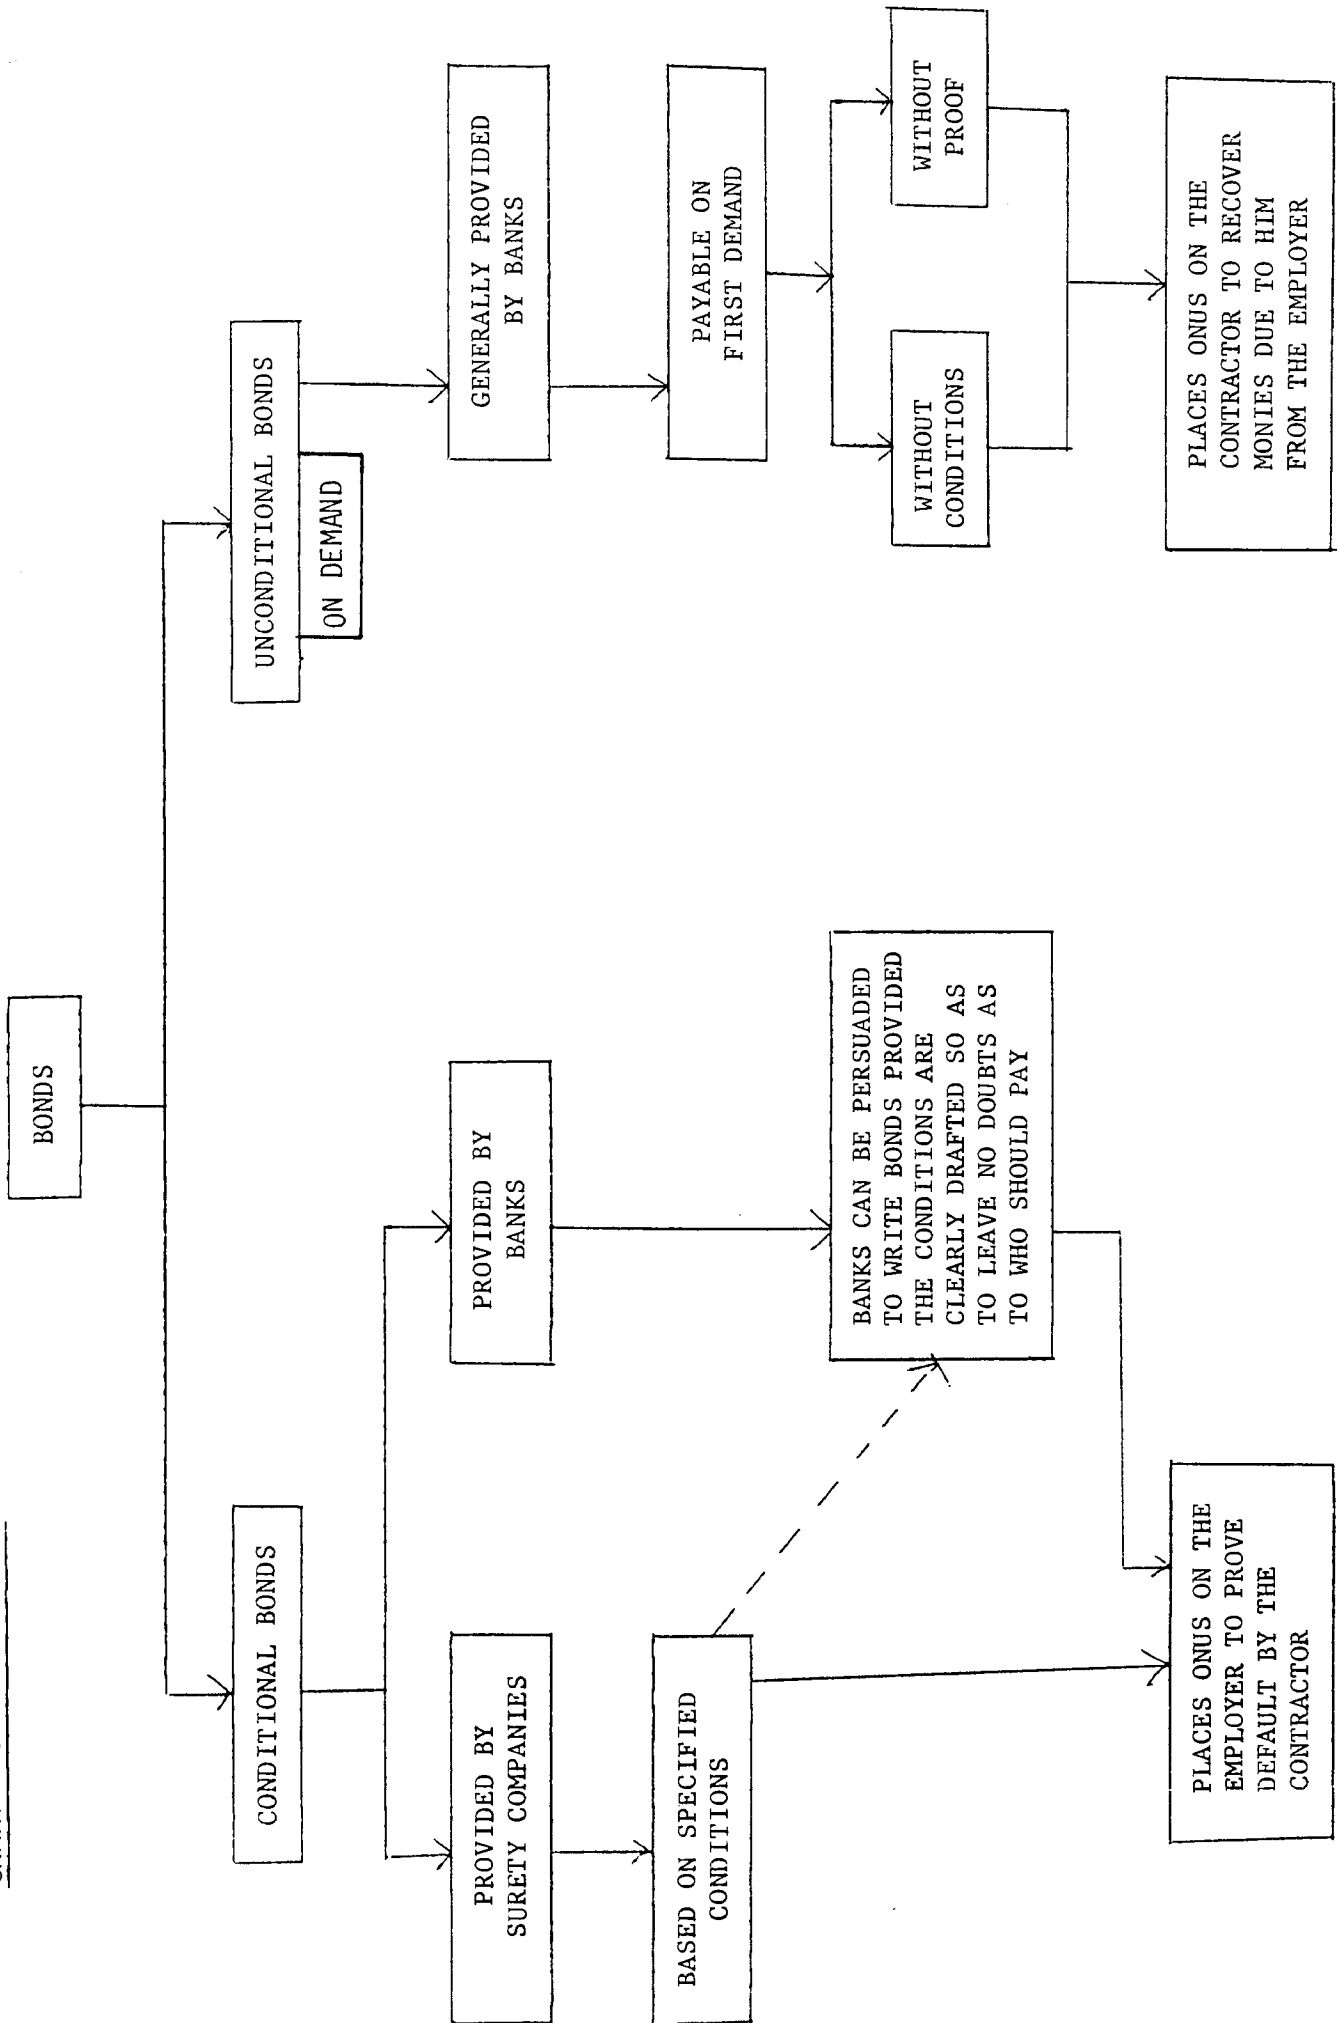 BONDS
CONDITIONAL BONDS
UNCONDITIONAL BONDS
ON DEMAND
PROVIDED BY
SURETY COMPANIES
PROVIDED BY
BANKS
GENERALLY PROVIDED
BY BANKS
BASED ON SPECIFIED
CONDITIONS
PAYABLE ON
FIRST DEMAND
BANKS CAN BE PERSUADED
TO WRITE BONDS PROVIDED
THE CONDITIONS ARE
CLEARLY DRAFTED SO AS
TO LEAVE NO DOUBTS AS
TO WHO SHOULD PAY
WITHOUT
CONDITIONS
WITHOUT
PROOF
PLACES ONUS ON THE
EMPLOYER TO PROVE
DEFAULT BY THE
CONTRACTOR
PLACES ONUS ON THE
CONTRACTOR TO RECOVER
MONIES DUE TO HIM
FROM THE EMPLOYER